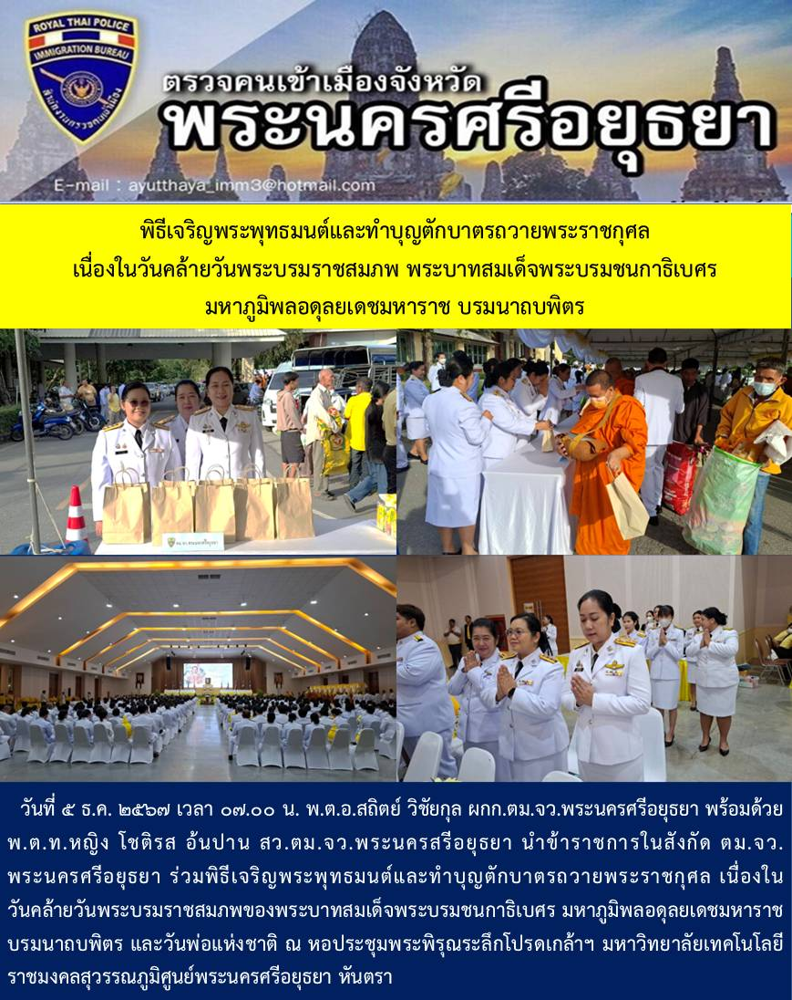 ROYAL THAI POLICE
IMMIGRATION BUREAU
สำนักงานตรวจคนเข้าเมือง
ตรวจคนเข้าเมืองจังหวัด
พระนครศรีอยุธยา
E-mail : ayutthaya_imm3@hotmail.com
พิธีเจริญพระพุทธมนต์และทำบุญตักบาตรถวายพระราชกุศล
เนื่องในวันคล้ายวันพระบรมราชสมภพ พระบาทสมเด็จพระบรมชนกาธิเบศร
มหาภูมิพลอดุลยเดชมหาราช บรมนาถบพิตร
ตม.จว.พระนครศรีอยุธยา
วันที่ ๕ ธ.ค. ๒๕๖๗ เวลา ๐๗.๐๐ น. พ.ต.อ.สถิตย์ วิชัยกุล ผกก.ตม.จว.พระนครศรีอยุธยา พร้อมด้วย
พ.ต.ท.หญิง โชติรส อ้นปาน สว.ตม.จว.พระนครสรีอยุธยา นำข้าราชการในสังกัด ตม.จว.
พระนครศรีอยุธยา ร่วมพิธีเจริญพระพุทธมนต์และทำบุญตักบาตรถวายพระราชกุศล เนื่องใน
วันคล้ายวันพระบรมราชสมภพของพระบาทสมเด็จพระบรมชนกาธิเบศร มหาภูมิพลอดุลยเดชมหาราช
บรมนาถบพิตร และวันพ่อแห่งชาติ ณ หอประชุมพระพิรุณระลึกโปรดเกล้าฯ มหาวิทยาลัยเทคโนโลยี
ราชมงคลสุวรรณภูมิศูนย์พระนครศรีอยุธยา หันตรา